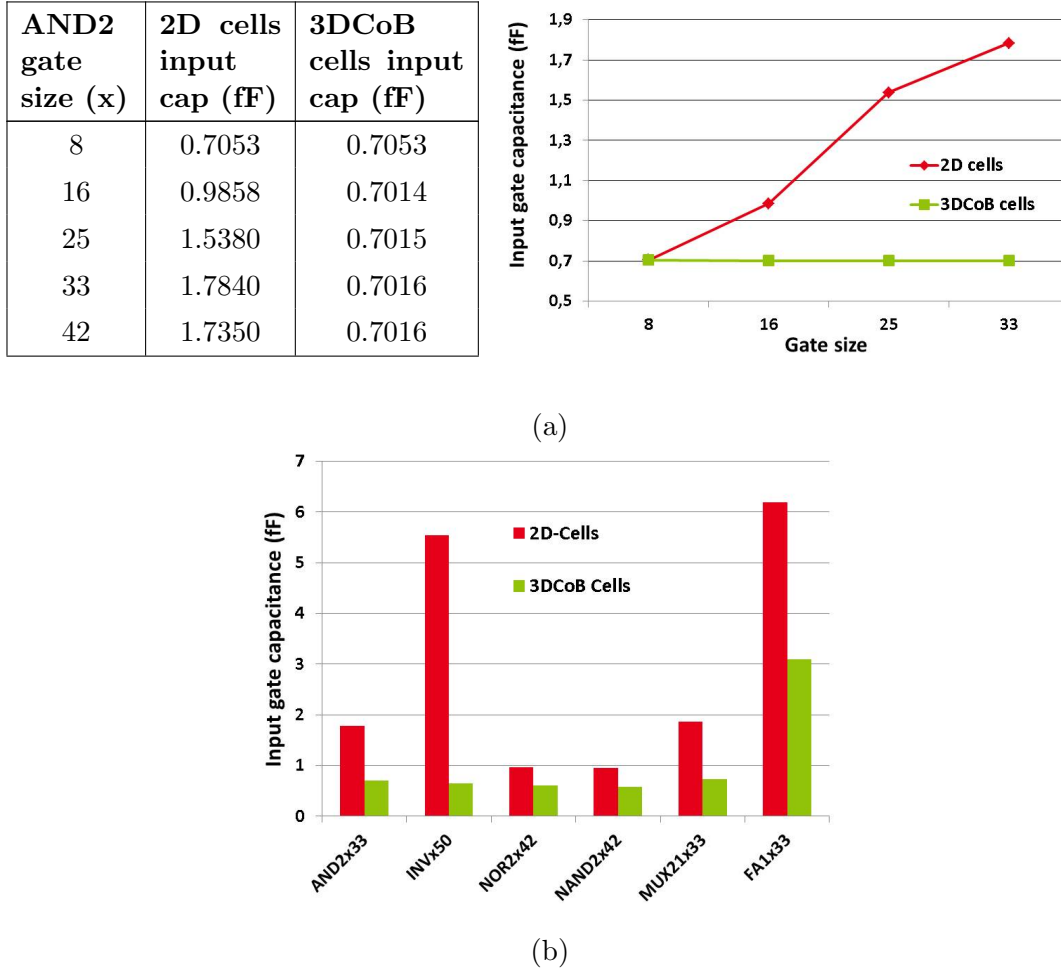 AND2 gate size (x) 2D cells input cap (fF) 3DCoB cells input cap (fF)
8 0.7053 0.7053
16 0.9858 0.7014
25 1.5380 0.7015
33 1.7840 0.7016
42 1.7350 0.7016
Input gate capacitance (fF)
1,9
1,7
1,5
1,3
1,1
0,9
0,7
0,5
2D cells
3DCoB cells
8 16 25 33
Gate size
(a)
Input gate capacitance (fF)
7
6
5
4
3
2
1
0
2D-Cells
3DCoB Cells
AND2x33 INVx50 NOR2x42 NAND2x42 MUX21x33 FA1x33
(b)